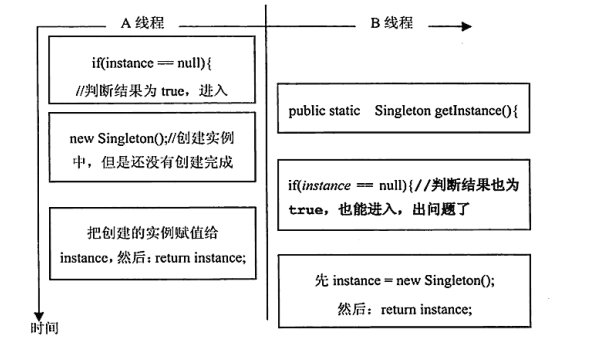 A 线程
B 线程
if(instance == null){
//判断结果为 true，进入
public static Singleton getInstance(){
new Singleton();//创建实例
中，但是还没有创建完成
if(instance == null){//判断结果也为
true，也能进入，出问题了
把创建的实例赋值给
instance，然后：return instance;
先 instance = new Singleton();
然后：return instance;
时间